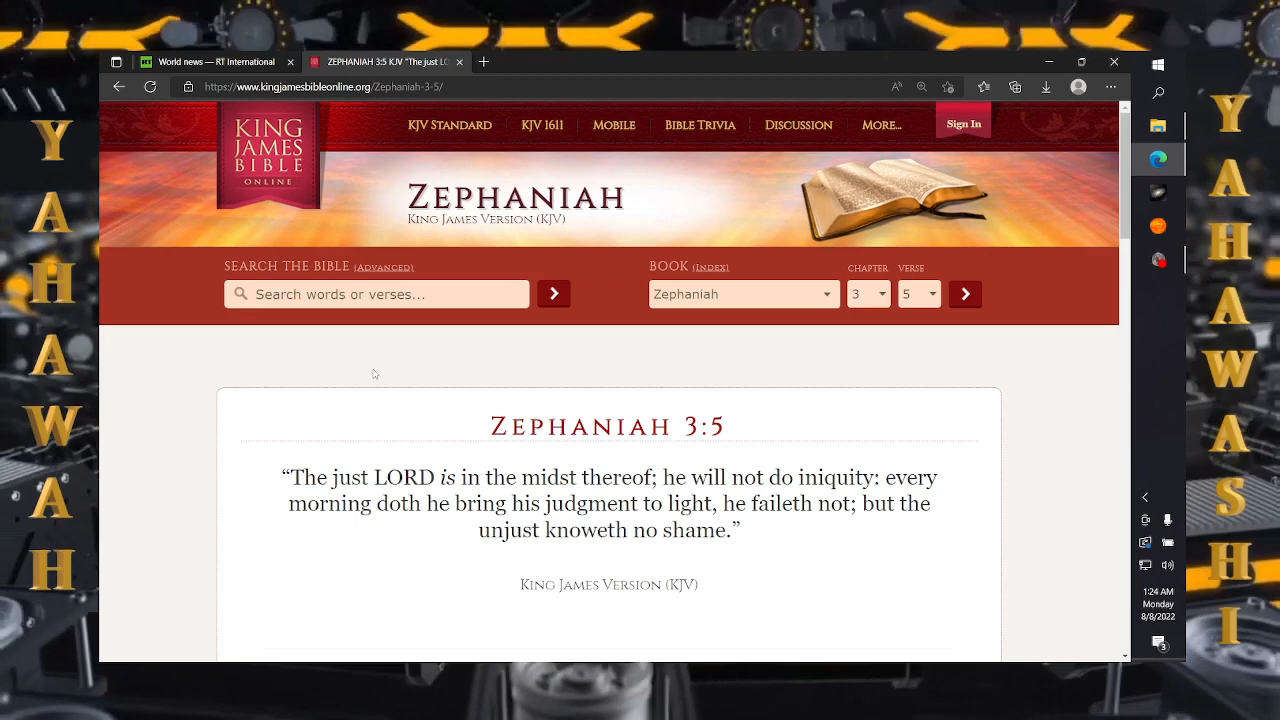 World news — RT International
ZEPHANIAH 3:5 KJV "The just LO
https://www.kingjamesbibleonline.org/Zephaniah-3-5/
KING
JAMES
BIBLE
ONLINE
KJV STANDARD
KJV 1611
MOBILE
BIBLE TRIVIA
DISCUSSION
MORE...
Sign In
ZEPHANIAH
KING JAMES VERSION (KJV)
SEARCH THE BIBLE (ADVANCED)
Search words or verses...
BOOK (INDEX)
CHAPTER
VERSE
Zephaniah
3
5
ZEPHANIAH 3:5
“The just LORD is in the midst thereof; he will not do iniquity: every
morning doth he bring his judgment to light, he faileth not; but the
unjust knoweth no shame.”
KING JAMES VERSION (KJV)
1:24 AM
Monday
8/8/2022
3
YAHAWAH
YAHAWASHI